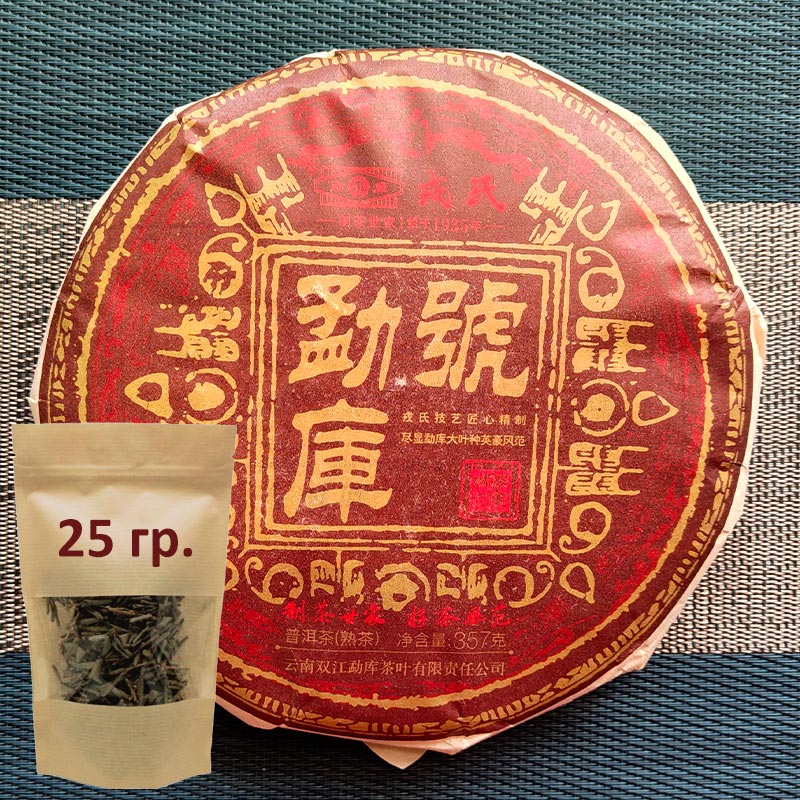 戎氏
勐號
庫
戎氏技艺匠心精制
尽显勐库大叶种英豪风范
25 гр.
普洱茶(熟茶) 净含量:357克
云南双江勐库茶叶有限责任公司